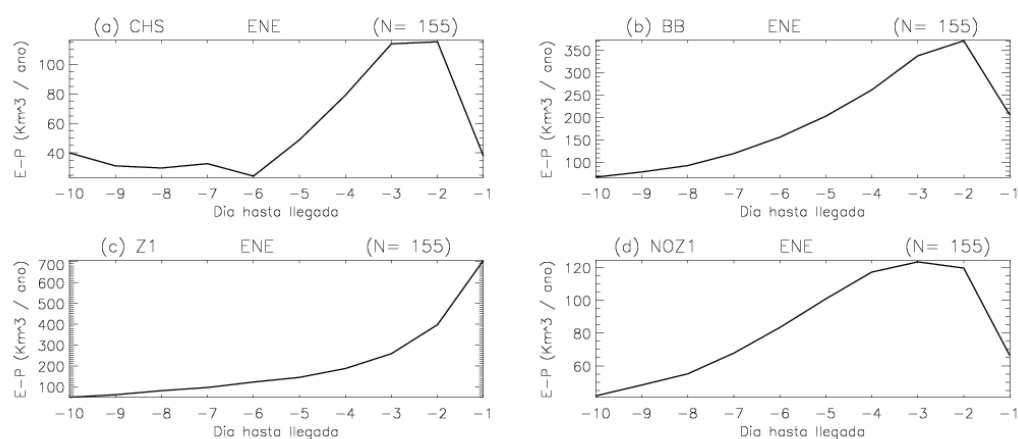 (a) CHS ENE (N= 155)
E-P (Km^3 / ano)
100
80
60
40
-10 -9 -8 -7 -6 -5 -4 -3 -2 -1
Dia hasta llegada
(b) BB ENE (N= 155)
E-P (Km^3 / ano)
350
300
250
200
150
100
-10 -9 -8 -7 -6 -5 -4 -3 -2 -1
Dia hasta llegada
(c) Z1 ENE (N= 155)
E-P (Km^3 / ano)
700
600
500
400
300
200
100
-10 -9 -8 -7 -6 -5 -4 -3 -2 -1
Dia hasta llegada
(d) NOZ1 ENE (N= 155)
E-P (Km^3 / ano)
120
100
80
60
-10 -9 -8 -7 -6 -5 -4 -3 -2 -1
Dia hasta llegada